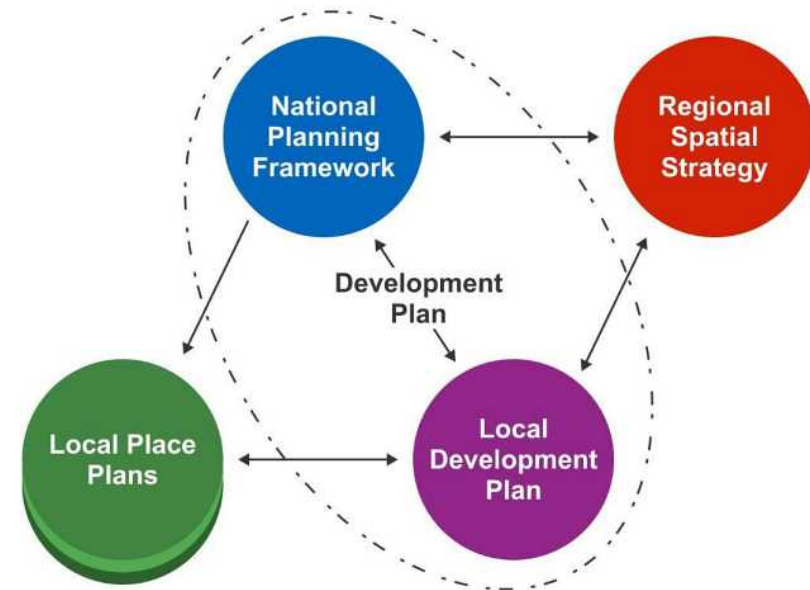 National
Planning
Framework
Regional
Spatial
Strategy
Development
Plan
Local Place
Plans
Local
Development
Plan